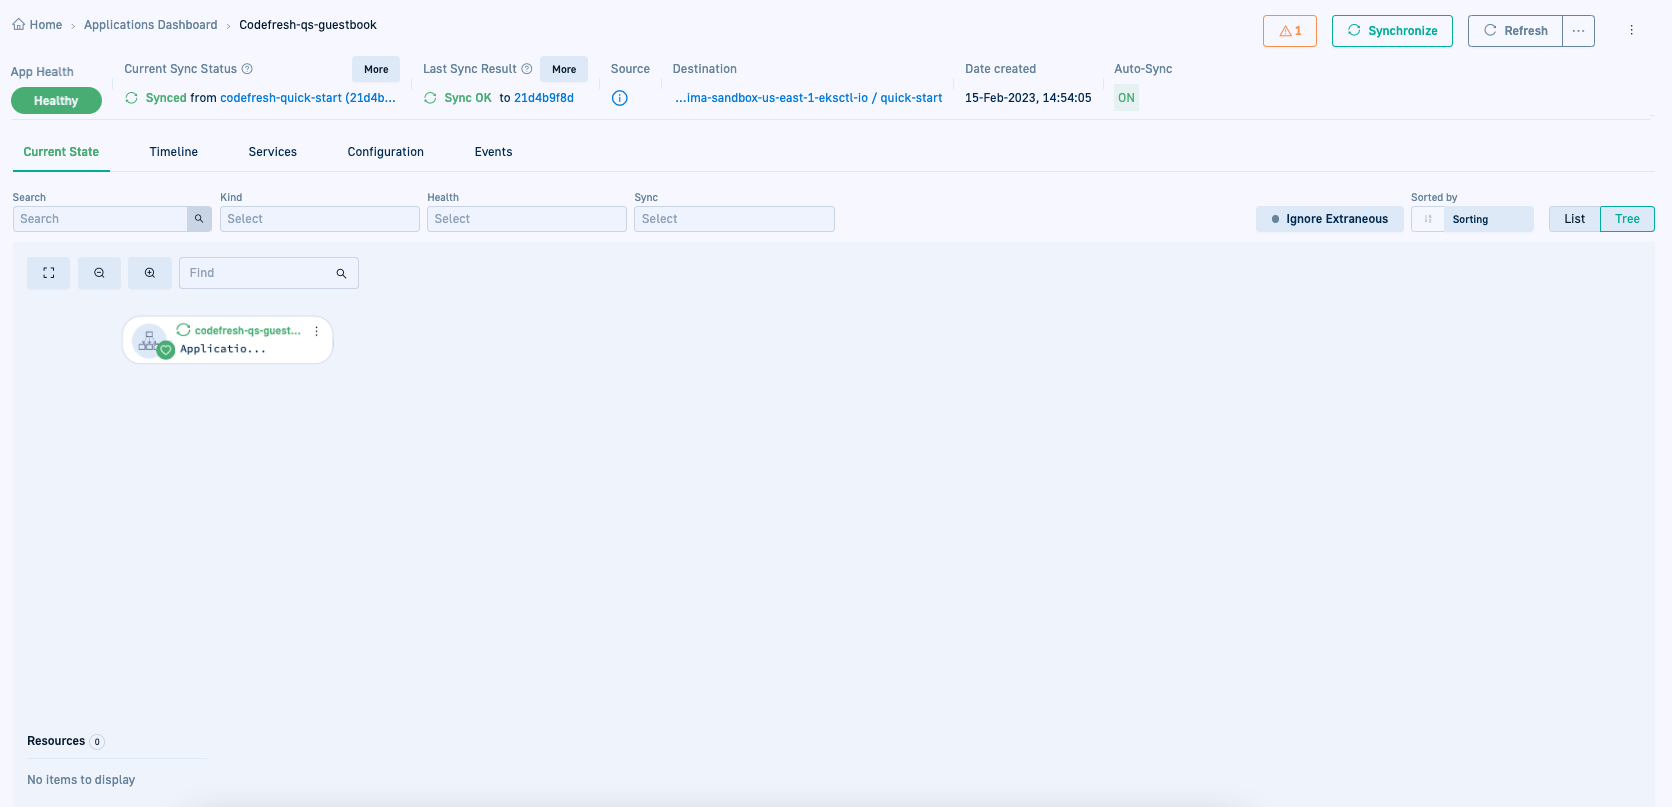 Home > Applications Dashboard > Codefresh-qs-guestbook
1
Synchronize
Refresh
App Health
Healthy
Current Sync Status
More
Synced from codefresh-quick-start (21d4b...
Last Sync Result
More
Sync OK to 21d4b9f8d
Source
Destination
...ima-sandbox-us-east-1-eksctl-io / quick-start
Date created
15-Feb-2023, 14:54:05
Auto-Sync
ON
Current State
Timeline
Services
Configuration
Events
Search
Search
Kind
Select
Health
Select
Sync
Select
Ignore Extraneous
Sorted by
Sorting
List
Tree
Find
codefresh-qs-guest...
Applicatio...
Resources 0
No items to display